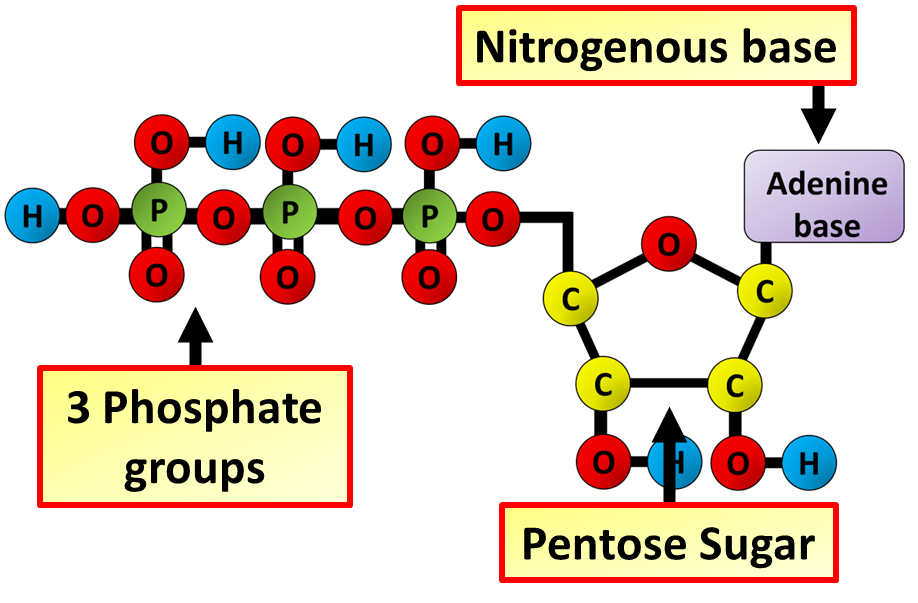 Nitrogenous base
O H O H O H
Adenine
base
H O P O P O P O
O
O O O
C C
3 Phosphate
groups
C C
O H O H
Pentose Sugar